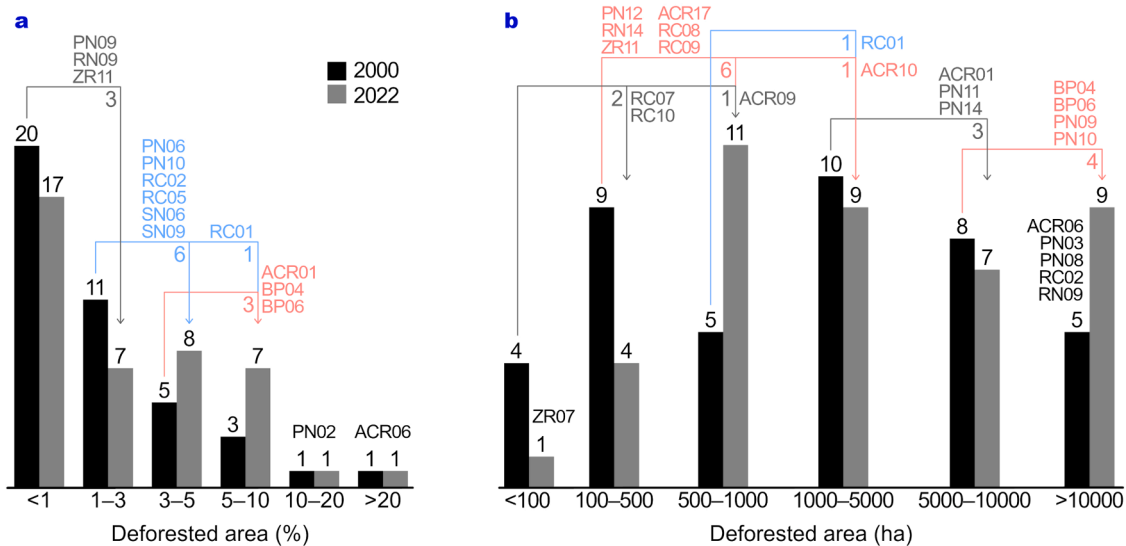 a
PN09
RN09
ZR11
3
2000
2022
20
17
PN06
PN10
RC02
RC05
SN06
SN09
6
RC01
1
ACR01
BP04
BP06
3
11
7
5
8
3
7
PN02
1 1
ACR06
1 1
<1 1–3 3–5 5–10 10–20 >20
Deforested area (%)
b
PN12 ACR17
RN14 RC08
ZR11 RC09
6
1 RC01
1 ACR10
2 RC07
RC10
1 ACR09
ACR01
PN11
PN14
3
BP04
BP06
PN09
PN10
4
4
ZR07
1
9
4
5
11
10
9
8
7
ACR06
PN03
PN08
RC02
RN09
5
9
<100 100–500 500–1000 1000–5000 5000–10000 >10000
Deforested area (ha)